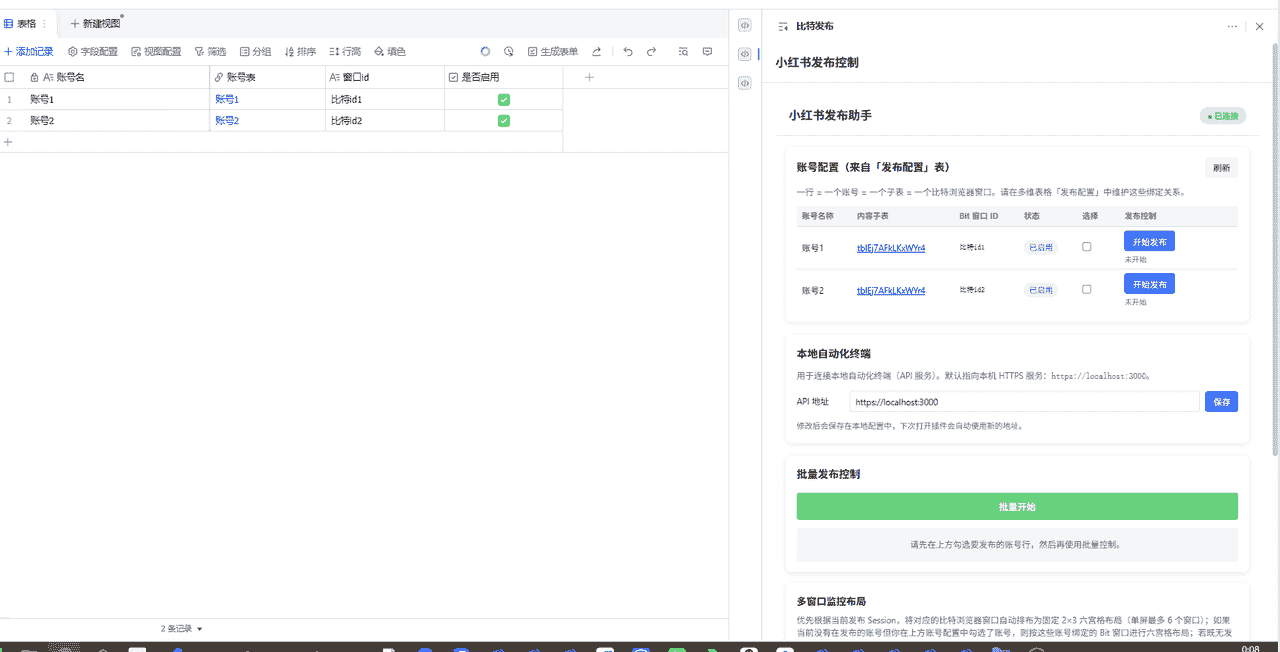 表格
新建视图
添加记录 字段配置 视图配置 筛选 分组 排序 行高 填色 生成表单
账号名 账号表 窗口id 是否启用
1 账号1 账号1 比特id1
2 账号2 账号2 比特id2
2 条记录
比特发布
小红书发布控制
小红书发布助手 已连接
账号配置（来自「发布配置」表） 刷新
一行 = 一个账号 = 一个子表 = 一个比特浏览器窗口。请在多维表格「发布配置」中维护这些绑定关系。
账号名称 内容子表 Bit 窗口 ID 状态 选择 发布控制
账号1 tblEj7AFkLKxWYr4 比特id1 已启用 开始发布
未开始
账号2 tblEj7AFkLKxWYr4 比特id2 已启用 开始发布
未开始
本地自动化终端
用于连接本地自动化终端（API 服务）。默认指向本机 HTTPS 服务：https://localhost:3000。
API 地址 https://localhost:3000 保存
修改后会保存在本地配置中，下次打开插件会自动使用新的地址。
批量发布控制
批量开始
请先在上方勾选要发布的账号行，然后再使用批量控制。
多窗口监控布局
优先根据当前发布 Session，将对应的比特浏览器窗口自动排布为固定 2×3 六宫格布局（单屏最多 6 个窗口）；如果
当前没有在发布的账号但你在上方账号配置中勾选了账号，则按这些账号绑定的 Bit 窗口进行六宫格布局；若既无发
0:08